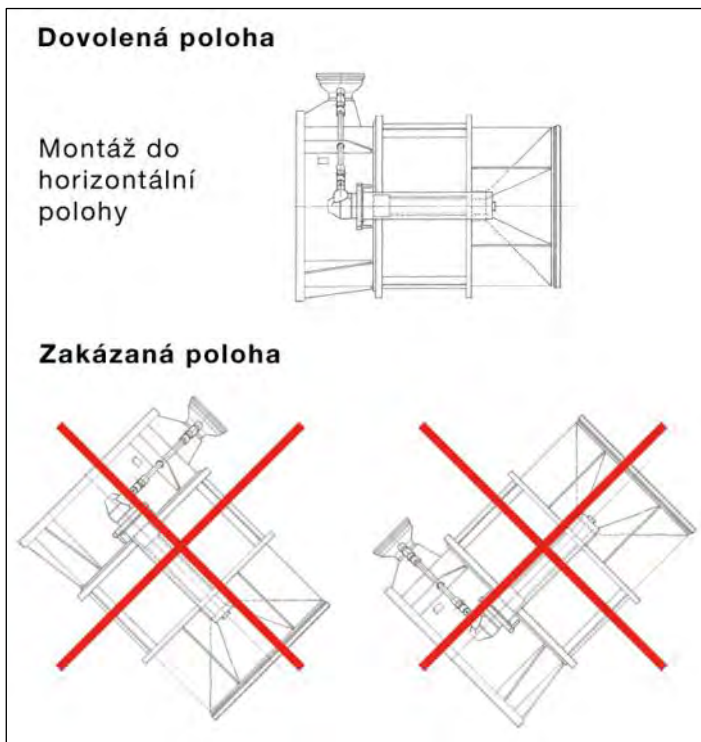 Dovolená poloha
Montáž do
horizontální
polohy
Zakázaná poloha